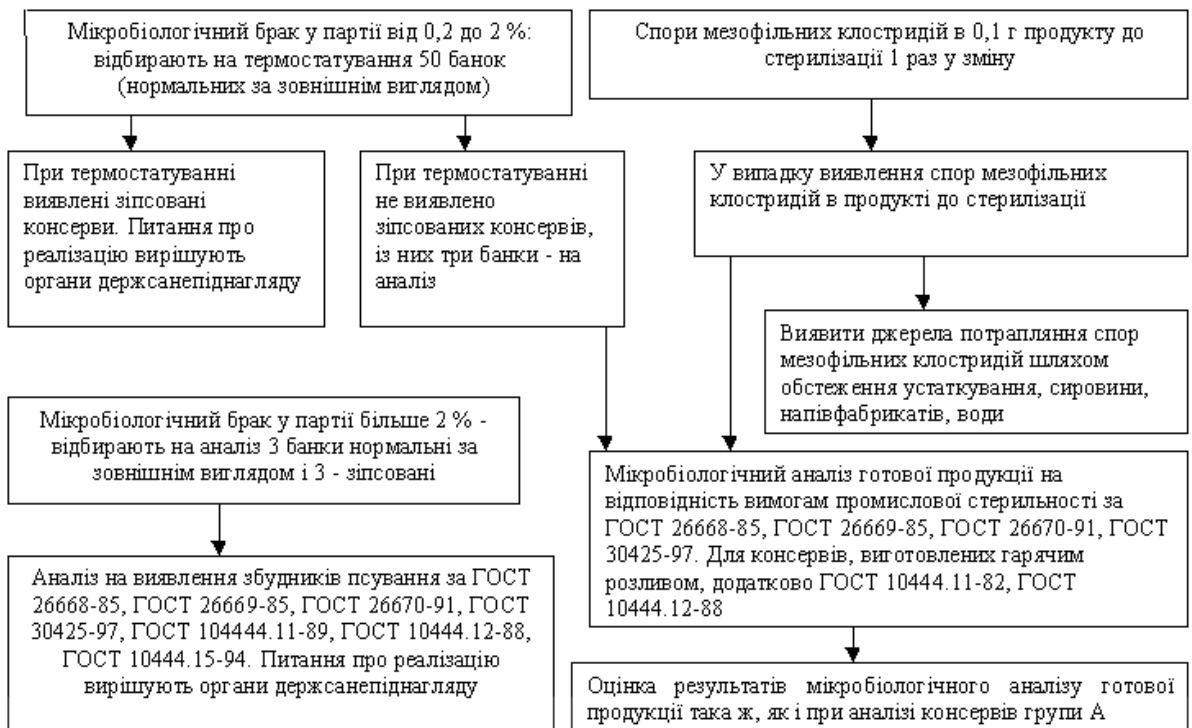 Мікробіологічний брак у партії від 0,2 до 2 %:
відбирають на термостатування 50 банок
(нормальних за зовнішнім виглядом)
Спори мезофільних клостридій в 0,1 г продукту до
стерилізації 1 раз у зміну
При термостатуванні
виявлені зіпсовані
консерви. Питання про
реалізацію вирішують
органи держсанепіднагляду
При термостатуванні
не виявлено
зіпсованих консервів,
із них три банки - на
аналіз
У випадку виявлення спор мезофільних
клостридій в продукті до стерилізації
Виявити джерела потрапляння спор
мезофільних клостридій шляхом
обстеження устаткування, сировини,
напівфабрикатів, води
Мікробіологічний брак у партії більше 2 % -
відбирають на аналіз 3 банки нормальні за
зовнішнім виглядом і 3 - зіпсовані
Мікробіологічний аналіз готової продукції на
відповідність вимогам промислової стерильності за
ГОСТ 26668-85, ГОСТ 26669-85, ГОСТ 26670-91, ГОСТ
30425-97. Для консервів, виготовлених гарячим
розливом, додатково ГОСТ 10444.11-82, ГОСТ
10444.12-88
Аналіз на виявлення збудників псування за ГОСТ
26668-85, ГОСТ 26669-85, ГОСТ 26670-91, ГОСТ
30425-97, ГОСТ 104444.11-89, ГОСТ 10444.12-88,
ГОСТ 10444.15-94. Питання про реалізацію
вирішують органи держсанепіднагляду
Оцінка результатів мікробіологічного аналізу готової
продукції така ж, як і при аналізі консервів групи А